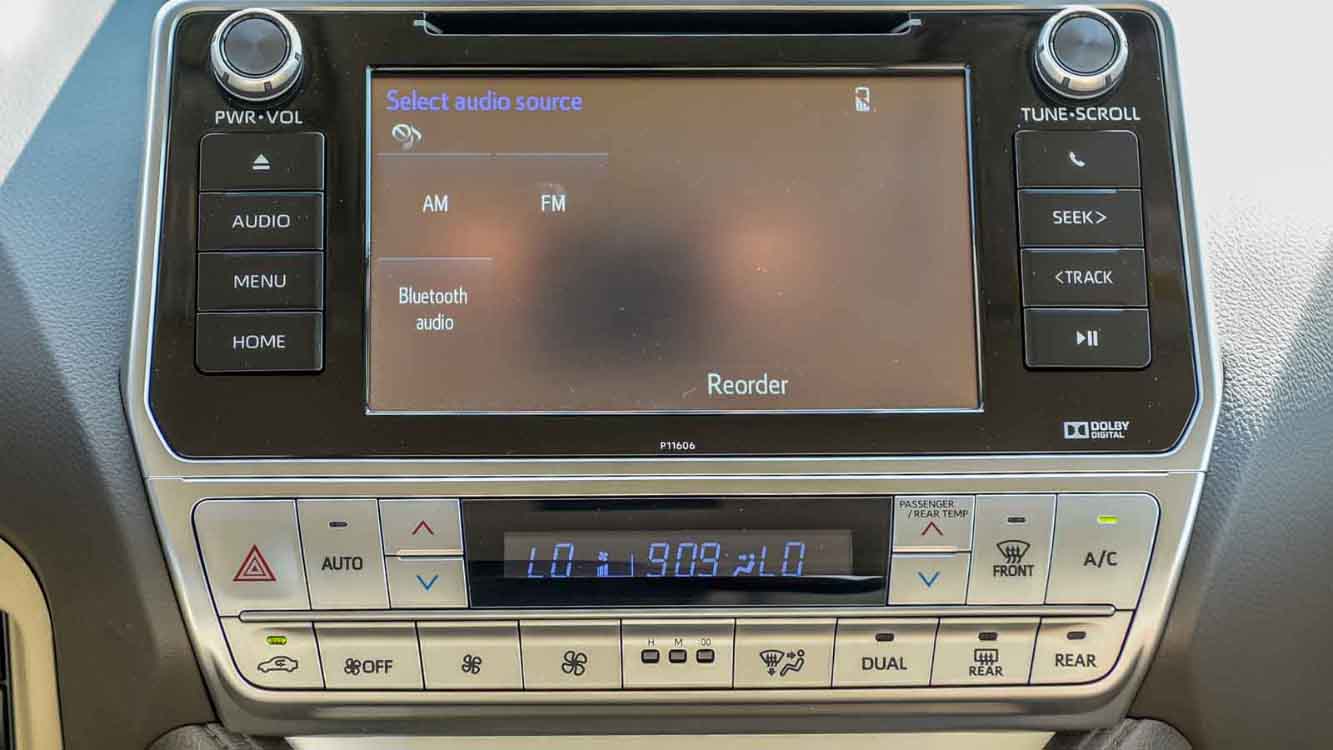 PWR•VOL
TUNE•SCROLL
Select audio source
AUDIO
MENU
HOME
AM
FM
Bluetooth
audio
Reorder
SEEK>
<TRACK
DOLBY
DIGITAL
P11606
AUTO
LO
909
LO
PASSENGER
/ REAR TEMP
FRONT
A/C
OFF
H M :00
DUAL
REAR
REAR